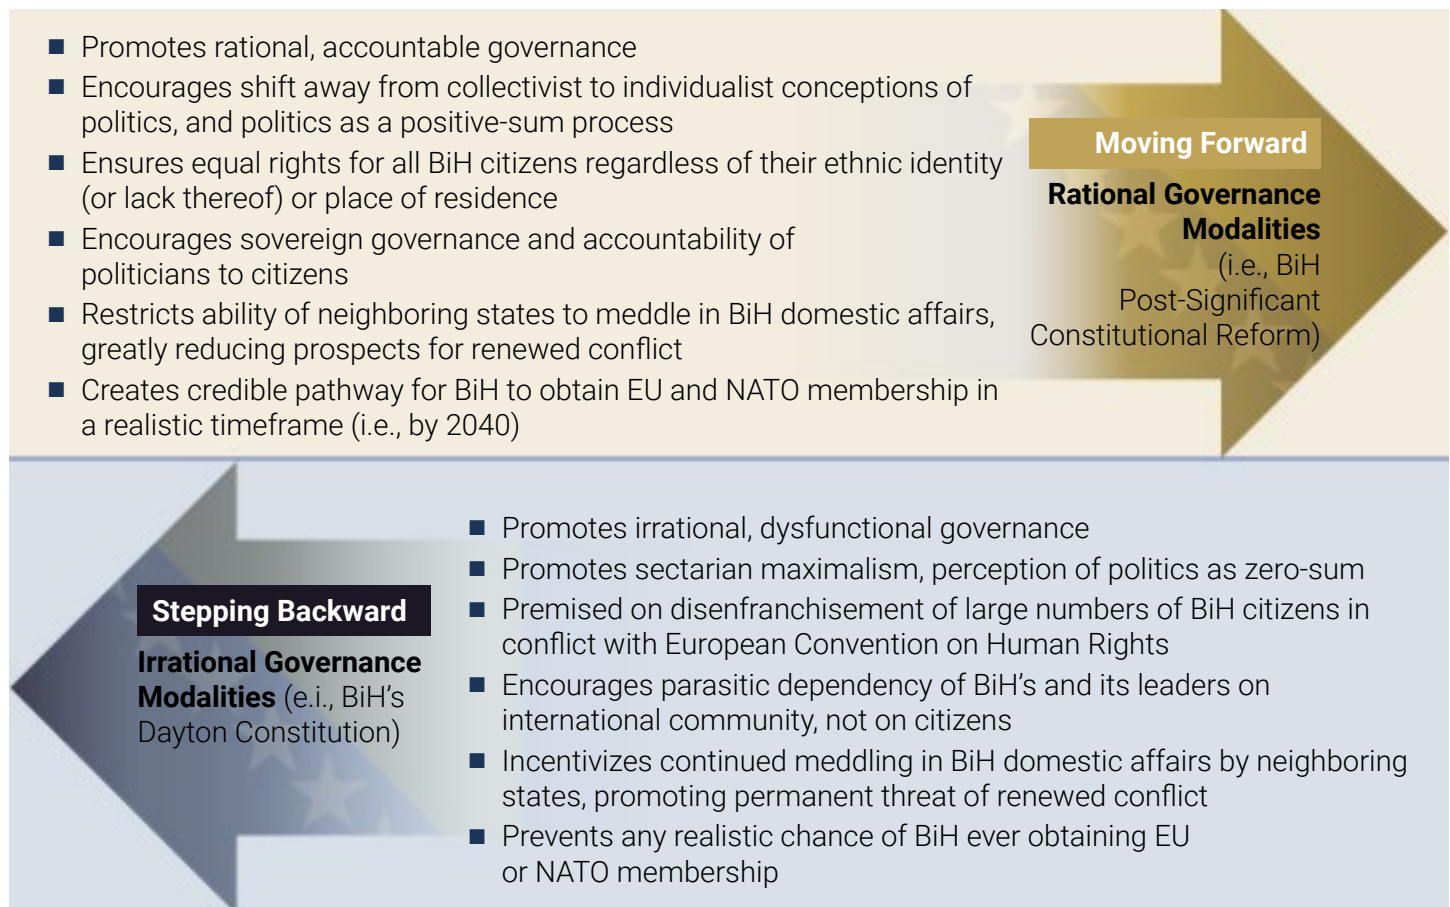 ■ Promotes rational, accountable governance
■ Encourages shift away from collectivist to individualist conceptions of
politics, and politics as a positive-sum process
■ Ensures equal rights for all BiH citizens regardless of their ethnic identity
(or lack thereof) or place of residence
■ Encourages sovereign governance and accountability of
politicians to citizens
■ Restricts ability of neighboring states to meddle in BiH domestic affairs,
greatly reducing prospects for renewed conflict
■ Creates credible pathway for BiH to obtain EU and NATO membership in
a realistic timeframe (i.e., by 2040)
Moving Forward
Rational Governance
Modalities
(i.e., BiH
Post-Significant
Constitutional Reform)
Stepping Backward
Irrational Governance
Modalities (e.i., BiH’s
Dayton Constitution)
■ Promotes irrational, dysfunctional governance
■ Promotes sectarian maximalism, perception of politics as zero-sum
■ Premised on disenfranchisement of large numbers of BiH citizens in
conflict with European Convention on Human Rights
■ Encourages parasitic dependency of BiH’s and its leaders on
international community, not on citizens
■ Incentivizes continued meddling in BiH domestic affairs by neighboring
states, promoting permanent threat of renewed conflict
■ Prevents any realistic chance of BiH ever obtaining EU
or NATO membership